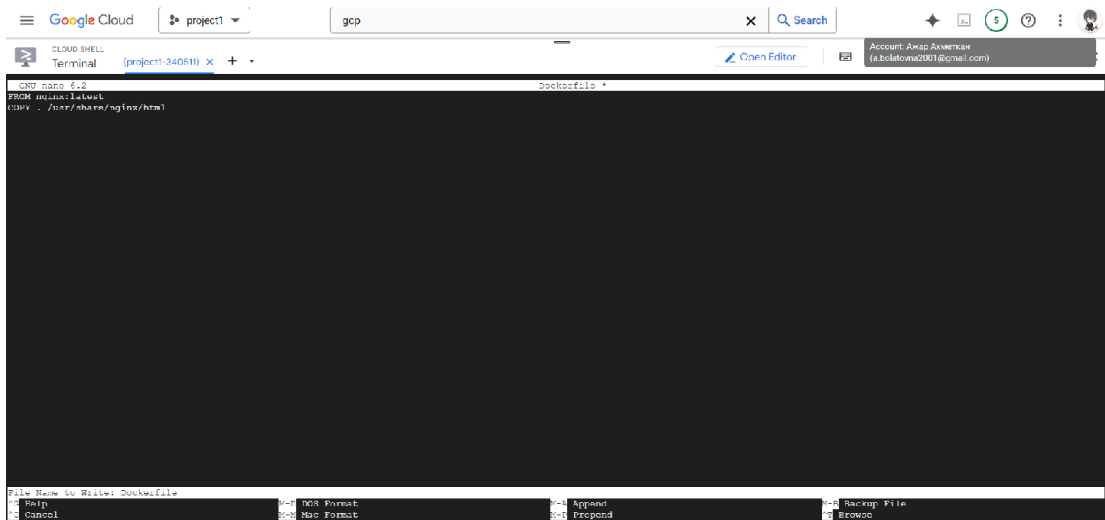 Google Cloud
project1
gcp
Search
5
CLOUD SHELL
Terminal
(project1-340511)
Open Editor
Account: Ажар Ахметкан
(a.bolatovna2001@gmail.com)
GNU nano 6.2
Dockerfile *
FROM nginx:latest
COPY . /usr/share/nginx/html
File Name to Write: Dockerfile
^G Help
M-D DOS Format
M-A Append
M-B Backup File
^C Cancel
M-M Mac Format
M-P Prepend
^T Browse